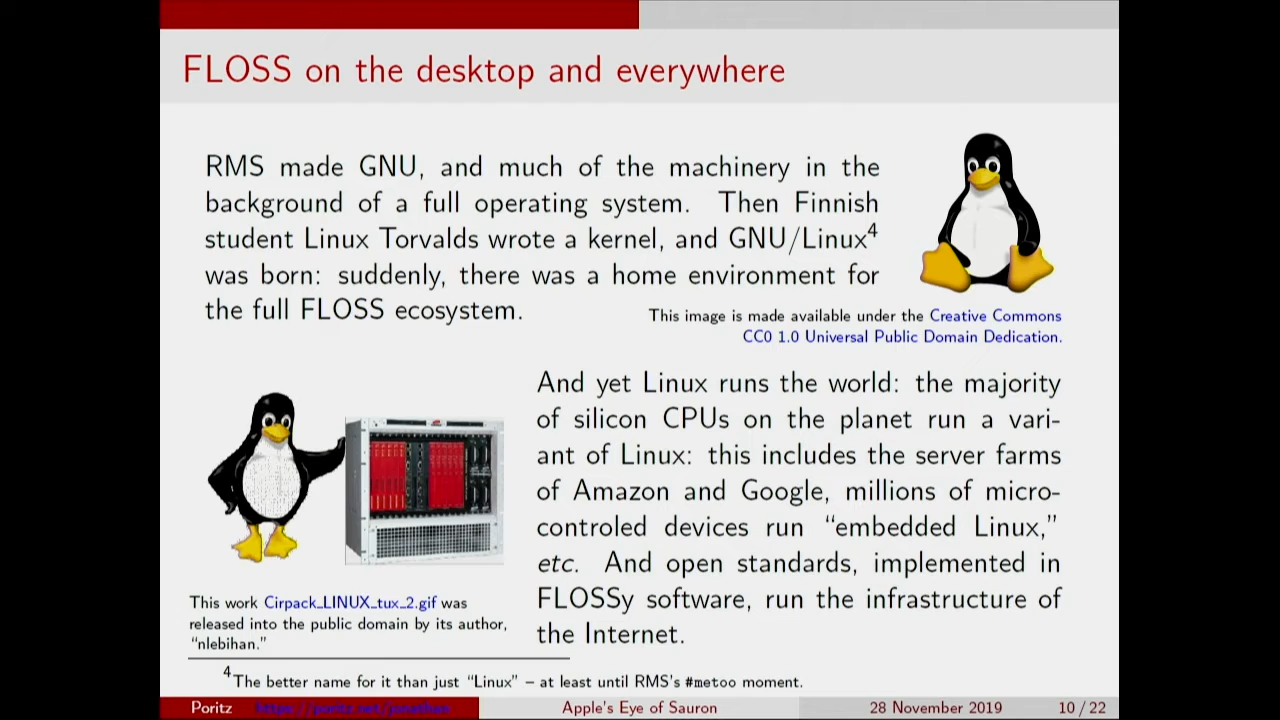 FLOSS on the desktop and everywhere
RMS made GNU, and much of the machinery in the
background of a full operating system. Then Finnish
student Linux Torvalds wrote a kernel, and GNU/Linux4
was born: suddenly, there was a home environment for
the full FLOSS ecosystem.
This image is made available under the Creative Commons
CC0 1.0 Universal Public Domain Dedication.
And yet Linux runs the world: the majority
of silicon CPUs on the planet run a vari-
ant of Linux: this includes the server farms
of Amazon and Google, millions of micro-
controled devices run “embedded Linux,”
etc. And open standards, implemented in
FLOSSy software, run the infrastructure of
the Internet.
This work Cirpack_LINUX_tux_2.gif was
released into the public domain by its author,
“nlebihan.”
4The better name for it than just “Linux” – at least until RMS's #metoo moment.
Poritz https://poritz.net/jonathan Apple's Eye of Sauron 28 November 2019 10 / 22